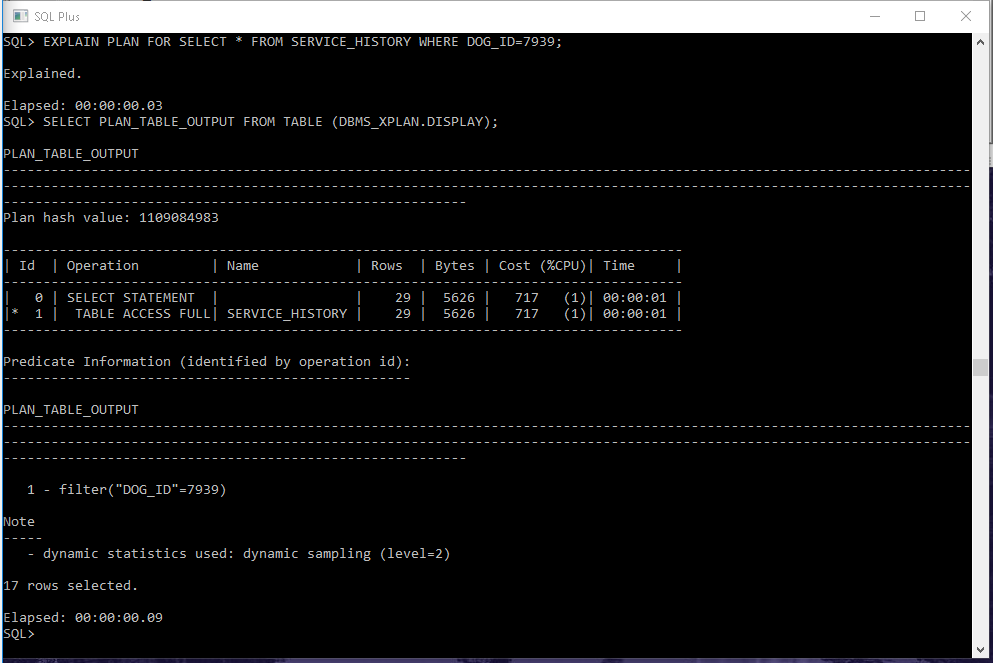 SQL Plus
SQL> EXPLAIN PLAN FOR SELECT * FROM SERVICE_HISTORY WHERE DOG_ID=7939;
Explained.
Elapsed: 00:00:00.03
SQL> SELECT PLAN_TABLE_OUTPUT FROM TABLE (DBMS_XPLAN.DISPLAY);
PLAN_TABLE_OUTPUT
-------------------------------------------------------------------------------------------------------------------------
-------------------------------------------------------------------------------------------------------------------------
----------------------------------------------------------
Plan hash value: 1109084983
-------------------------------------------------------------------------------------
| Id  | Operation         | Name            | Rows  | Bytes | Cost (%CPU)| Time     |
-------------------------------------------------------------------------------------
|   0 | SELECT STATEMENT  |                 |    29 |  5626 |   717   (1)| 00:00:01 |
|*  1 |  TABLE ACCESS FULL| SERVICE_HISTORY |    29 |  5626 |   717   (1)| 00:00:01 |
-------------------------------------------------------------------------------------
Predicate Information (identified by operation id):
---------------------------------------------------
PLAN_TABLE_OUTPUT
-------------------------------------------------------------------------------------------------------------------------
-------------------------------------------------------------------------------------------------------------------------
----------------------------------------------------------
   1 - filter("DOG_ID"=7939)
Note
-----
   - dynamic statistics used: dynamic sampling (level=2)
17 rows selected.
Elapsed: 00:00:00.09
SQL>